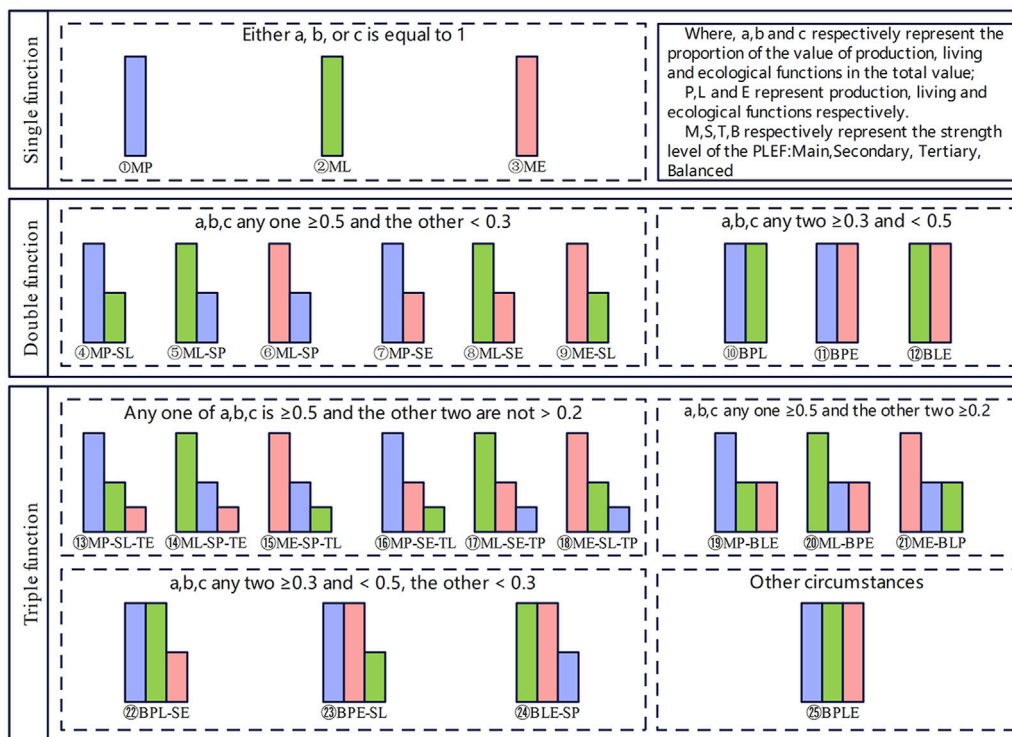 Single function
Either a, b, or c is equal to 1
①MP
②ML
③ME
Where, a,b and c respectively represent the
proportion of the value of production, living
and ecological functions in the total value;
P,L and E represent production, living and
ecological functions respectively.
M,S,T,B respectively represent the strength
level of the PLEF:Main,Secondary, Tertiary,
Balanced
Double function
a,b,c any one ≥0.5 and the other < 0.3
④MP-SL
⑤ML-SP
⑥ML-SP
⑦MP-SE
⑧ML-SE
⑨ME-SL
a,b,c any two ≥0.3 and < 0.5
⑩BPL
⑪BPE
⑫BLE
Triple function
Any one of a,b,c is ≥0.5 and the other two are not > 0.2
⑬MP-SL-TE
⑭ML-SP-TE
⑮ME-SP-TL
⑯MP-SE-TL
⑰ML-SE-TP
⑱ME-SL-TP
a,b,c any one ≥0.5 and the other two ≥0.2
⑲MP-BLE
⑳ML-BPE
㉑ME-BLP
a,b,c any two ≥0.3 and < 0.5, the other < 0.3
㉒BPL-SE
㉓BPE-SL
㉔BLE-SP
Other circumstances
㉕BPLE